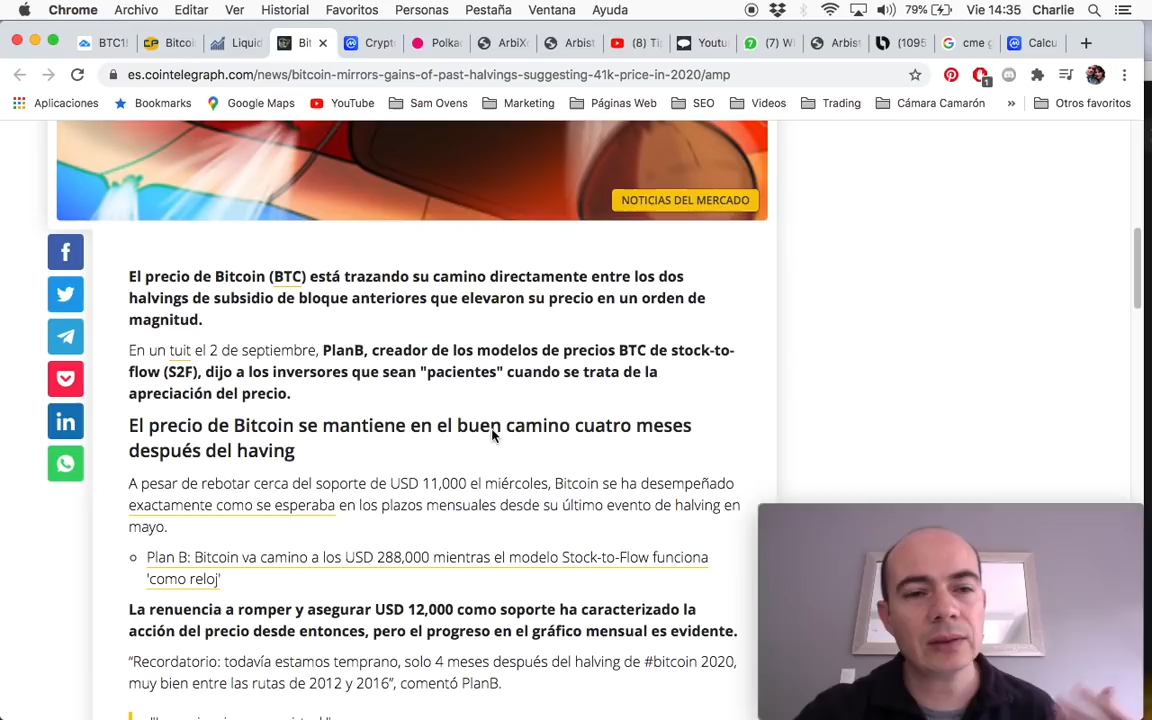 Chrome Archivo Editar Ver Historial Favoritos Personas Pestaña Ventana Ayuda 79% Vie 14:35 Charlie
BTC1! Bitcoi Liquid Bit Crypt Polka ArbiX Arbist (8) Ti Youtu (7) W Arbist (1095 cme g Calcu
es.cointelegraph.com/news/bitcoin-mirrors-gains-of-past-halvings-suggesting-41k-price-in-2020/amp 1
Aplicaciones Bookmarks Google Maps YouTube Sam Ovens Marketing Páginas Web SEO Videos Trading Cámara Camarón » Otros favoritos
NOTICIAS DEL MERCADO
El precio de Bitcoin (BTC) está trazando su camino directamente entre los dos
halvings de subsidio de bloque anteriores que elevaron su precio en un orden de
magnitud.
En un tuit el 2 de septiembre, PlanB, creador de los modelos de precios BTC de stock-to-
flow (S2F), dijo a los inversores que sean "pacientes" cuando se trata de la
apreciación del precio.
El precio de Bitcoin se mantiene en el buen camino cuatro meses
después del having
A pesar de rebotar cerca del soporte de USD 11,000 el miércoles, Bitcoin se ha desempeñado
exactamente como se esperaba en los plazos mensuales desde su último evento de halving en
mayo.
Plan B: Bitcoin va camino a los USD 288,000 mientras el modelo Stock-to-Flow funciona
'como reloj'
La renuencia a romper y asegurar USD 12,000 como soporte ha caracterizado la
acción del precio desde entonces, pero el progreso en el gráfico mensual es evidente.
“Recordatorio: todavía estamos temprano, solo 4 meses después del halving de #bitcoin 2020,
muy bien entre las rutas de 2012 y 2016”, comentó PlanB.